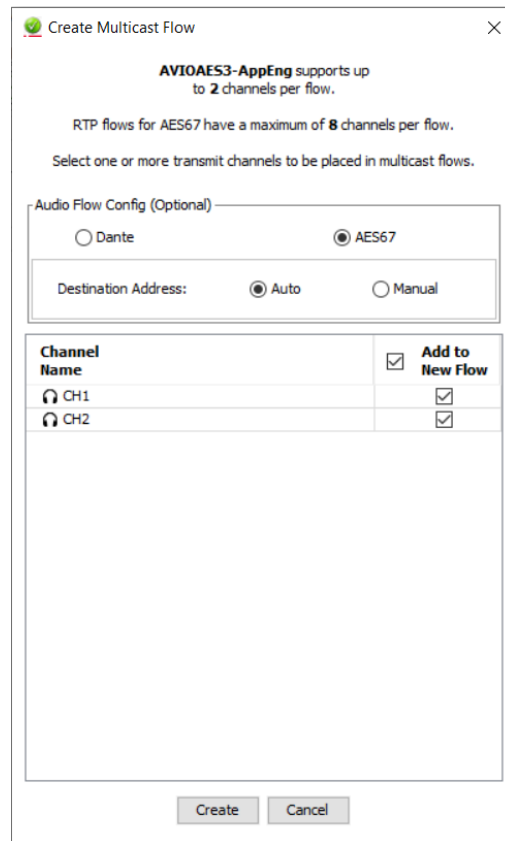 Create Multicast Flow
AVIOAES3-AppEng supports up
to 2 channels per flow.
RTP flows for AES67 have a maximum of 8 channels per flow.
Select one or more transmit channels to be placed in multicast flows.
Audio Flow Config (Optional)
Dante AES67
Destination Address: Auto Manual
Channel Add to
Name New Flow
CH1
CH2
Create Cancel